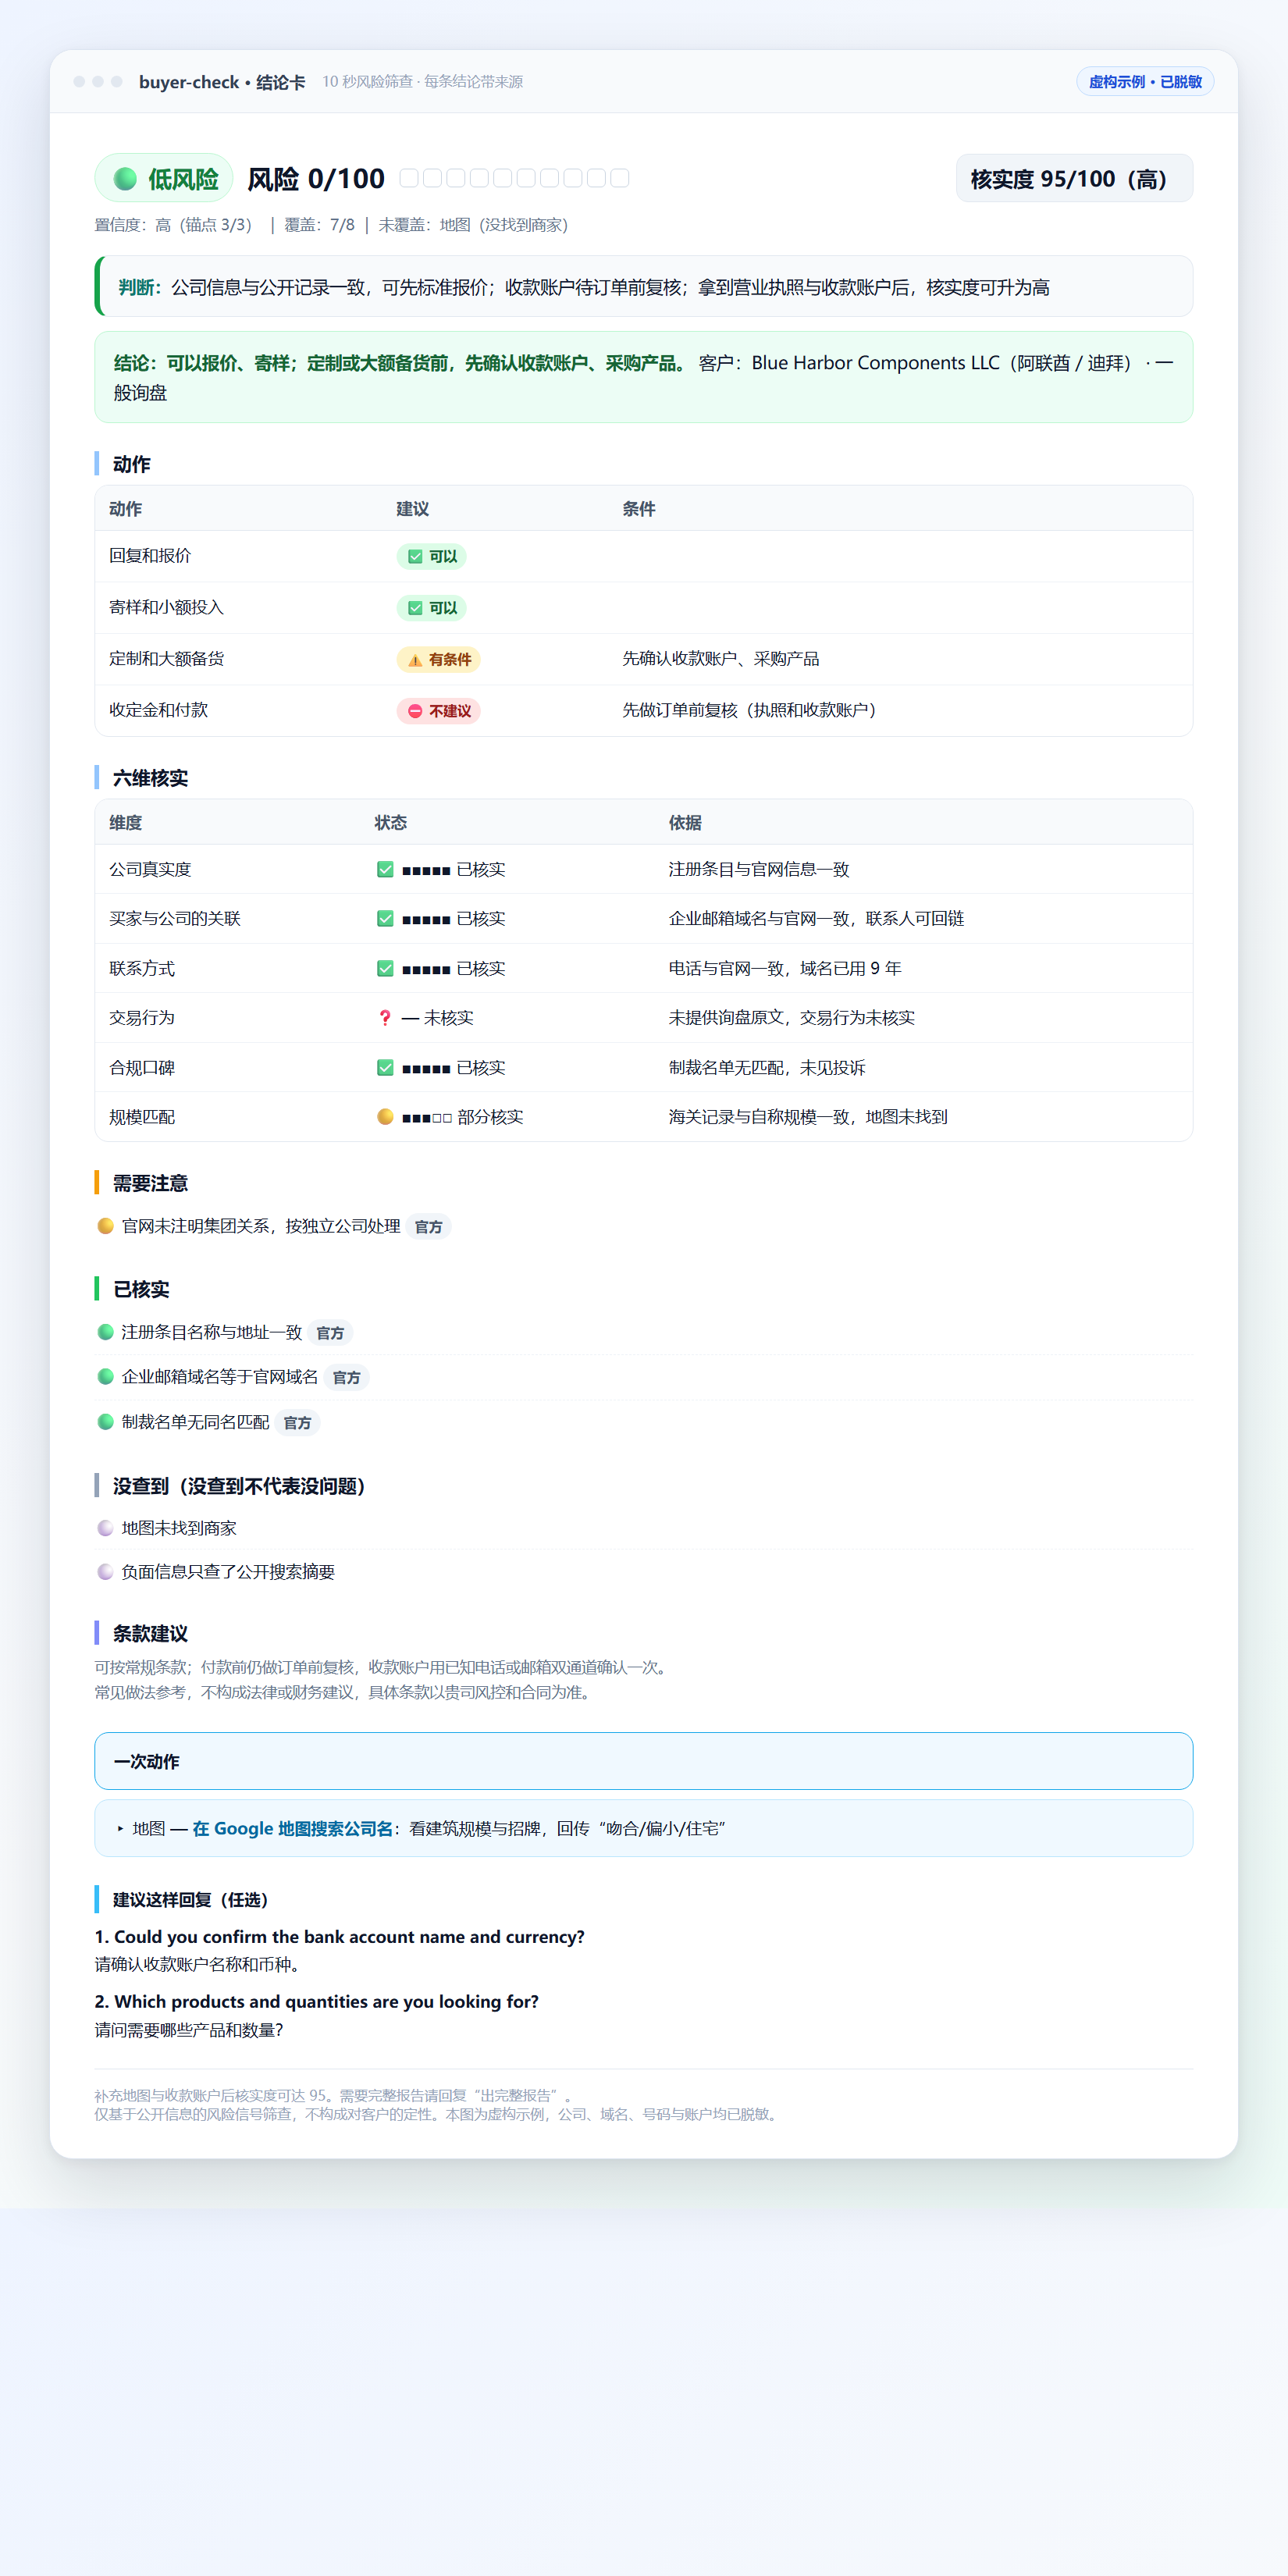 buyer-check · 结论卡 10 秒风险筛查 · 每条结论带来源 虚构示例 · 已脱敏
低风险 风险 0/100 核实度 95/100（高）
置信度：高（锚点 3/3） | 覆盖：7/8 | 未覆盖：地图（没找到商家）
判断：公司信息与公开记录一致，可先标准报价；收款账户待订单前复核；拿到营业执照与收款账户后，核实度可升为高
结论：可以报价、寄样；定制或大额备货前，先确认收款账户、采购产品。 客户：Blue Harbor Components LLC（阿联酋 / 迪拜） · 一
般询盘
动作
动作 建议 条件
回复和报价 ✅ 可以
寄样和小额投入 ✅ 可以
定制和大额备货 ⚠️ 有条件 先确认收款账户、采购产品
收定金和付款 ⛔ 不建议 先做订单前复核（执照和收款账户）
六维核实
维度 状态 依据
公司真实度 ✅ ■■■■■ 已核实 注册条目与官网信息一致
买家与公司的关联 ✅ ■■■■■ 已核实 企业邮箱域名与官网一致，联系人可回链
联系方式 ✅ ■■■■■ 已核实 电话与官网一致，域名已用 9 年
交易行为 ❓ — 未核实 未提供询盘原文，交易行为未核实
合规口碑 ✅ ■■■■■ 已核实 制裁名单无匹配，未见投诉
规模匹配 🟡 ■■■□□ 部分核实 海关记录与自称规模一致，地图未找到
需要注意
官网未注明集团关系，按独立公司处理 官方
已核实
注册条目名称与地址一致 官方
企业邮箱域名等于官网域名 官方
制裁名单无同名匹配 官方
没查到（没查到不代表没问题）
地图未找到商家
负面信息只查了公开搜索摘要
条款建议
可按常规条款；付款前仍做订单前复核，收款账户用已知电话或邮箱双通道确认一次。
常见做法参考，不构成法律或财务建议，具体条款以贵司风控和合同为准。
一次动作
‣ 地图 — 在 Google 地图搜索公司名：看建筑规模与招牌，回传“吻合/偏小/住宅”
建议这样回复（任选）
1. Could you confirm the bank account name and currency?
请确认收款账户名称和币种。
2. Which products and quantities are you looking for?
请问需要哪些产品和数量？
补充地图与收款账户后核实度可达 95。需要完整报告请回复“出完整报告”。
仅基于公开信息的风险信号筛查，不构成对客户的定性。本图为虚构示例，公司、域名、号码与账户均已脱敏。